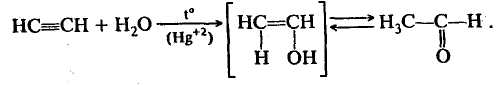 HC≡CH + H₂O t° (Hg⁺²) → [HC=CH ⇌ H₃C–C–H.
H OH] O